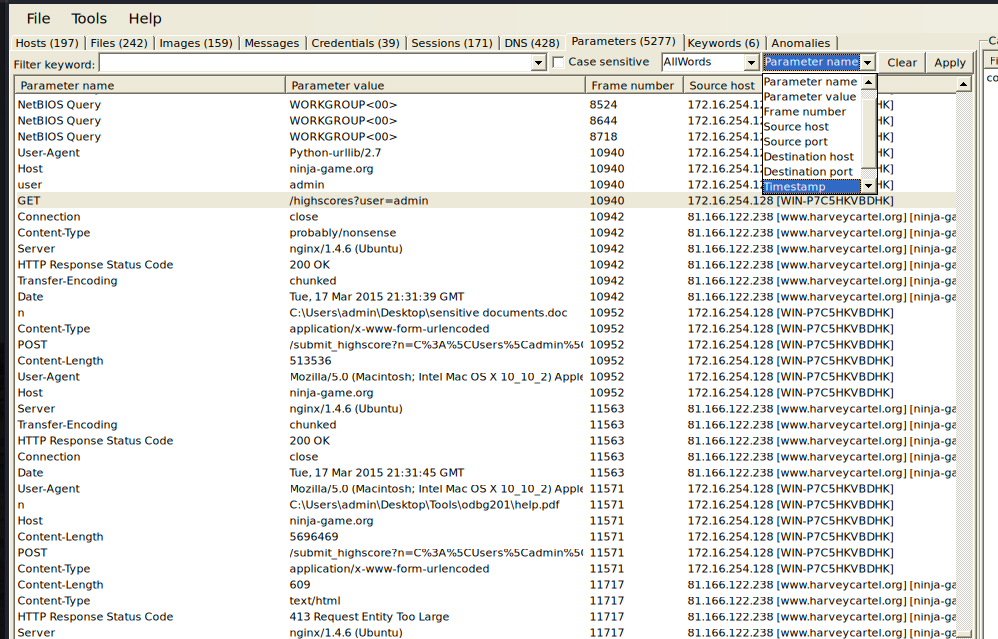 File Tools Help
Hosts (197) Files (242) Images (159) Messages Credentials (39) Sessions (171) DNS (428) Parameters (5277) Keywords (6) Anomalies
Filter keyword: Case sensitive AllWords Parameter name Clear Apply
Parameter name Parameter value Frame number Source host
Parameter name
Parameter value
Frame number
Source host
Source port
Destination host
Destination port
Timestamp
NetBIOS Query WORKGROUP<00> 8524 172.16.254.12 HK]
NetBIOS Query WORKGROUP<00> 8644 172.16.254.12 HK]
NetBIOS Query WORKGROUP<00> 8718 172.16.254.12 HK]
User-Agent Python-urllib/2.7 10940 172.16.254.12 HK]
Host ninja-game.org 10940 172.16.254.12 HK]
user admin 10940 172.16.254.12 HK]
GET /highscores?user=admin 10940 172.16.254.128 [WIN-P7C5HKVBDHK]
Connection close 10942 81.166.122.238 [www.harveycartel.org] [ninja-ga
Content-Type probably/nonsense 10942 81.166.122.238 [www.harveycartel.org] [ninja-ga
Server nginx/1.4.6 (Ubuntu) 10942 81.166.122.238 [www.harveycartel.org] [ninja-ga
HTTP Response Status Code 200 OK 10942 81.166.122.238 [www.harveycartel.org] [ninja-ga
Transfer-Encoding chunked 10942 81.166.122.238 [www.harveycartel.org] [ninja-ga
Date Tue, 17 Mar 2015 21:31:39 GMT 10942 81.166.122.238 [www.harveycartel.org] [ninja-ga
n C:\Users\admin\Desktop\sensitive documents.doc 10952 172.16.254.128 [WIN-P7C5HKVBDHK]
Content-Type application/x-www-form-urlencoded 10952 172.16.254.128 [WIN-P7C5HKVBDHK]
POST /submit_highscore?n=C%3A%5CUsers%5Cadmin%5C 10952 172.16.254.128 [WIN-P7C5HKVBDHK]
Content-Length 513536 10952 172.16.254.128 [WIN-P7C5HKVBDHK]
User-Agent Mozilla/5.0 (Macintosh; Intel Mac OS X 10_10_2) Apple 10952 172.16.254.128 [WIN-P7C5HKVBDHK]
Host ninja-game.org 10952 172.16.254.128 [WIN-P7C5HKVBDHK]
Server nginx/1.4.6 (Ubuntu) 11563 81.166.122.238 [www.harveycartel.org] [ninja-ga
Transfer-Encoding chunked 11563 81.166.122.238 [www.harveycartel.org] [ninja-ga
HTTP Response Status Code 200 OK 11563 81.166.122.238 [www.harveycartel.org] [ninja-ga
Connection close 11563 81.166.122.238 [www.harveycartel.org] [ninja-ga
Date Tue, 17 Mar 2015 21:31:45 GMT 11563 81.166.122.238 [www.harveycartel.org] [ninja-ga
User-Agent Mozilla/5.0 (Macintosh; Intel Mac OS X 10_10_2) Apple 11571 172.16.254.128 [WIN-P7C5HKVBDHK]
n C:\Users\admin\Desktop\Tools\odbg201\help.pdf 11571 172.16.254.128 [WIN-P7C5HKVBDHK]
Host ninja-game.org 11571 172.16.254.128 [WIN-P7C5HKVBDHK]
Content-Length 5696469 11571 172.16.254.128 [WIN-P7C5HKVBDHK]
POST /submit_highscore?n=C%3A%5CUsers%5Cadmin%5C 11571 172.16.254.128 [WIN-P7C5HKVBDHK]
Content-Type application/x-www-form-urlencoded 11571 172.16.254.128 [WIN-P7C5HKVBDHK]
Content-Length 609 11717 81.166.122.238 [www.harveycartel.org] [ninja-ga
Content-Type text/html 11717 81.166.122.238 [www.harveycartel.org] [ninja-ga
HTTP Response Status Code 413 Request Entity Too Large 11717 81.166.122.238 [www.harveycartel.org] [ninja-ga
Server nginx/1.4.6 (Ubuntu) 11717 81.166.122.238 [www.harveycartel.org] [ninja-ga